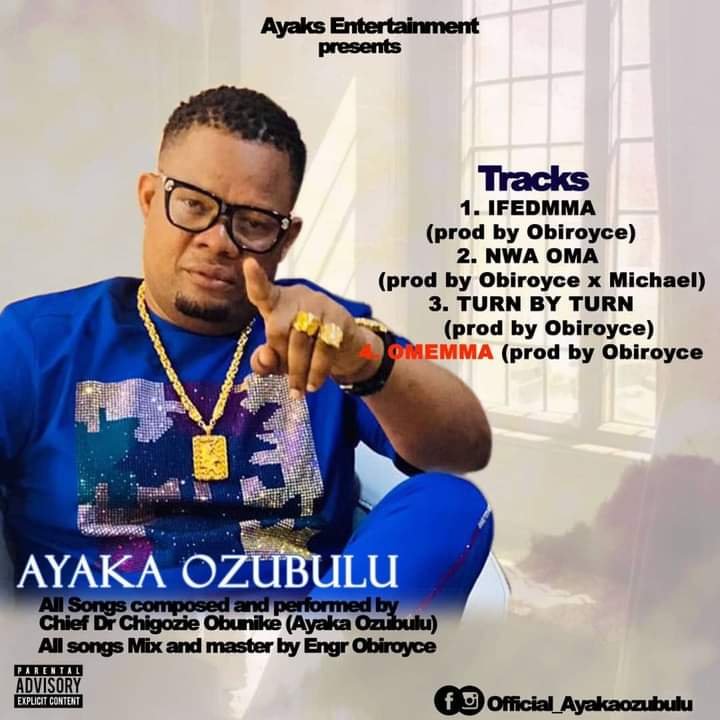 Ayaks Entertainment
presents
Tracks
1. IFEDMMA
(prod by Obiroyce)
2. NWA OMA
(prod by Obiroyce x Michael)
3. TURN BY TURN
(prod by Obiroyce)
4. OMEMMA (prod by Obiroyce
AYAKA OZUBULU
All Songs composed and performed by
Chief Dr Chigozie Obunike (Ayaka Ozubulu)
All songs Mix and master by Engr Obiroyce
PARENTAL
ADVISORY
EXPLICIT CONTENT
Official_Ayakaozubulu